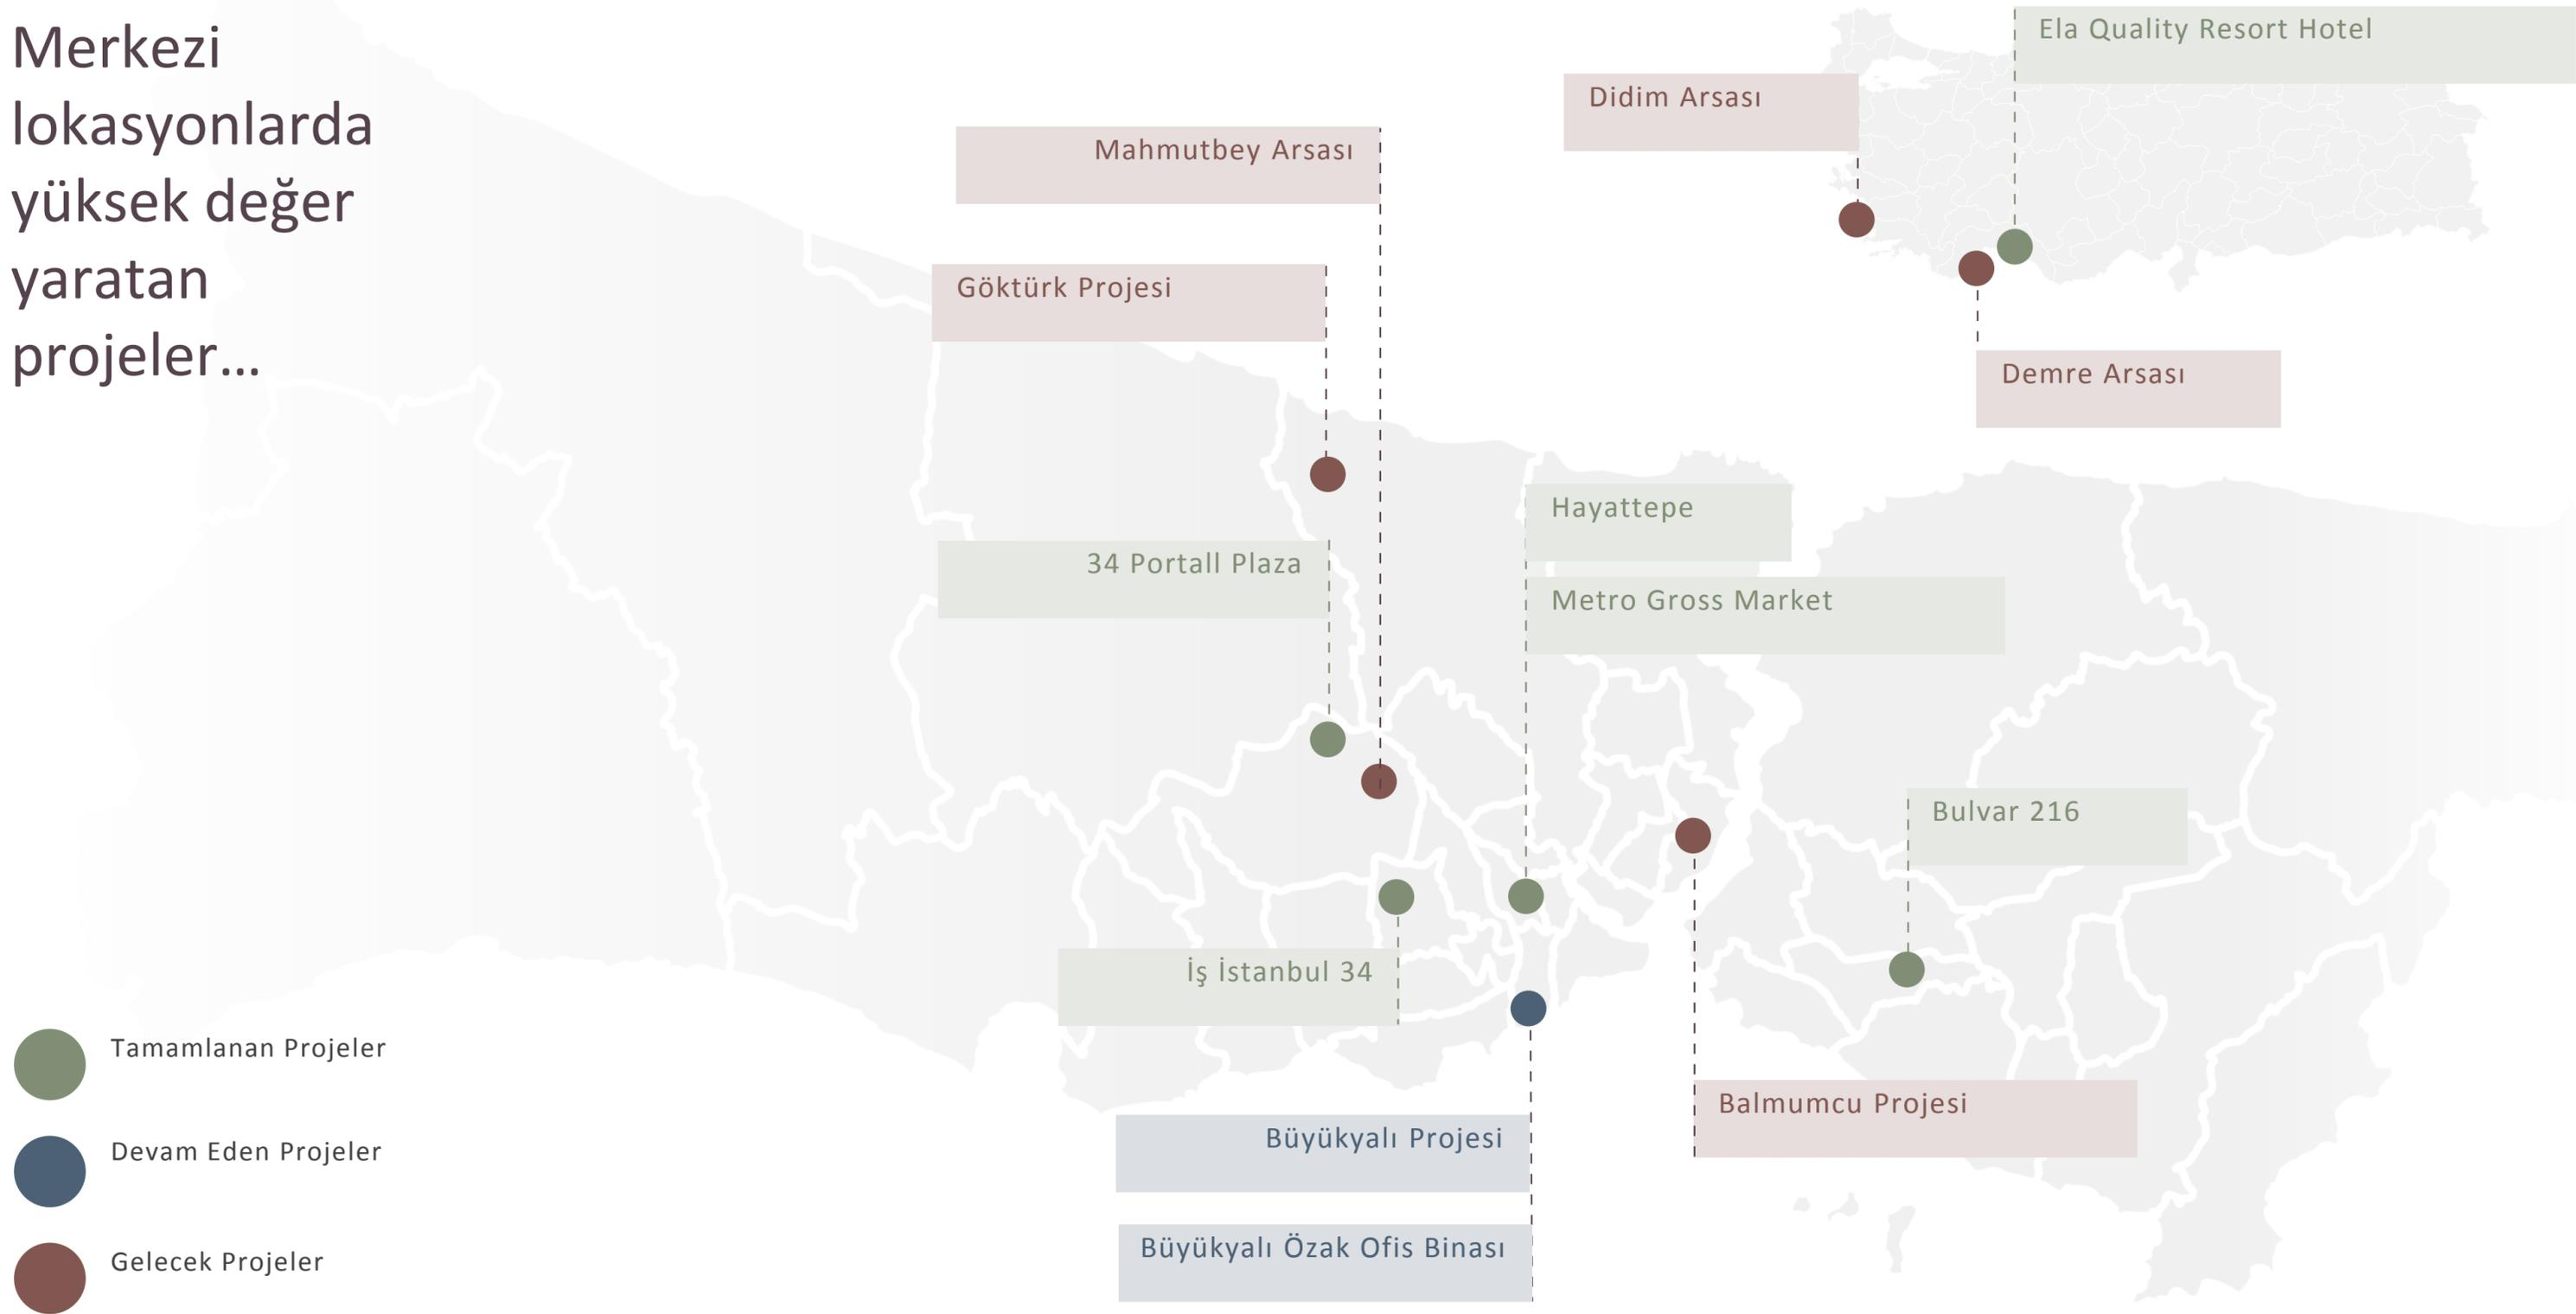 Merkezi
lokasyonlarda
yüksek değer
yaratan
projeler...
Ela Quality Resort Hotel
Didim Arsası
Mahmutbey Arsası
Göktürk Projesi
Demre Arsası
Hayattepe
34 Portall Plaza
Metro Gross Market
Bulvar 216
İş İstanbul 34
Balmumcu Projesi
Büyükyalı Projesi
Büyükyalı Özak Ofis Binası
Tamamlanan Projeler
Devam Eden Projeler
Gelecek Projeler